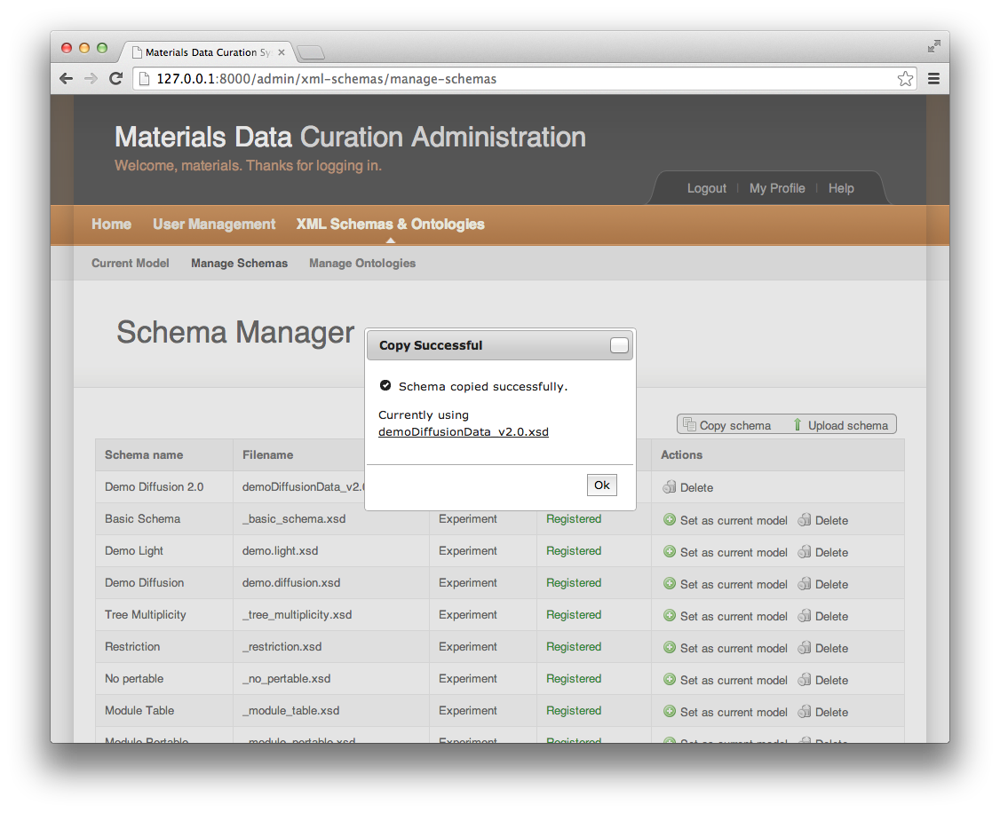 Materials Data Curation Sy
127.0.0.1:8000/admin/xml-schemas/manage-schemas
Materials Data Curation Administration
Welcome, materials. Thanks for logging in.
Logout My Profile Help
Home User Management XML Schemas & Ontologies
Current Model Manage Schemas Manage Ontologies
Schema Manager
Copy Successful
Schema copied successfully.
Currently using
demoDiffusionData_v2.0.xsd
Ok
Copy schema Upload schema
Schema name Filename Actions
Demo Diffusion 2.0 demoDiffusionData_v2.0 Delete
Basic Schema _basic_schema.xsd Experiment Registered Set as current model Delete
Demo Light demo.light.xsd Experiment Registered Set as current model Delete
Demo Diffusion demo.diffusion.xsd Experiment Registered Set as current model Delete
Tree Multiplicity _tree_multiplicity.xsd Experiment Registered Set as current model Delete
Restriction _restriction.xsd Experiment Registered Set as current model Delete
No pertable _no_pertable.xsd Experiment Registered Set as current model Delete
Module Table _module_table.xsd Experiment Registered Set as current model Delete
Module Pertable _module_pertable.xsd Experiment Registered Set as current model Delete